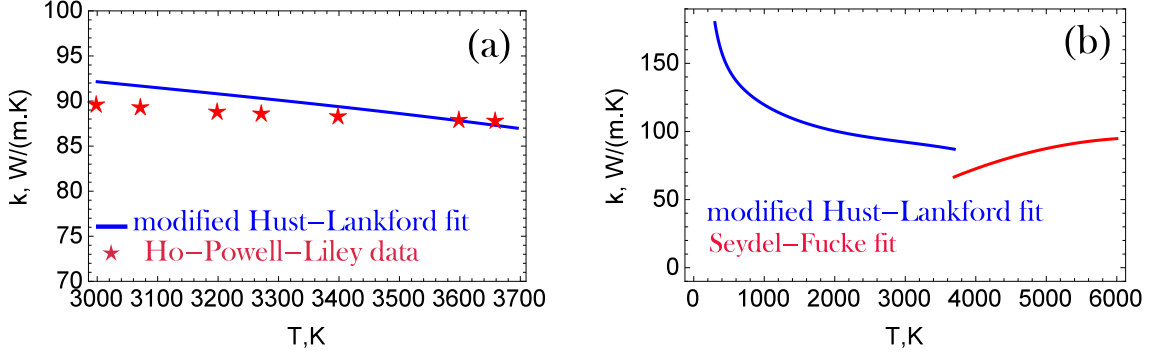 100
95
90
85
80
75
70
k, W/(m.K)
(a)
modified Hust−Lankford fit
Ho−Powell−Liley data
3000 3100 3200 3300 3400 3500 3600 3700
T,K
150
100
50
0
k, W/(m.K)
(b)
modified Hust−Lankford fit
Seydel−Fucke fit
0 1000 2000 3000 4000 5000 6000
T,K